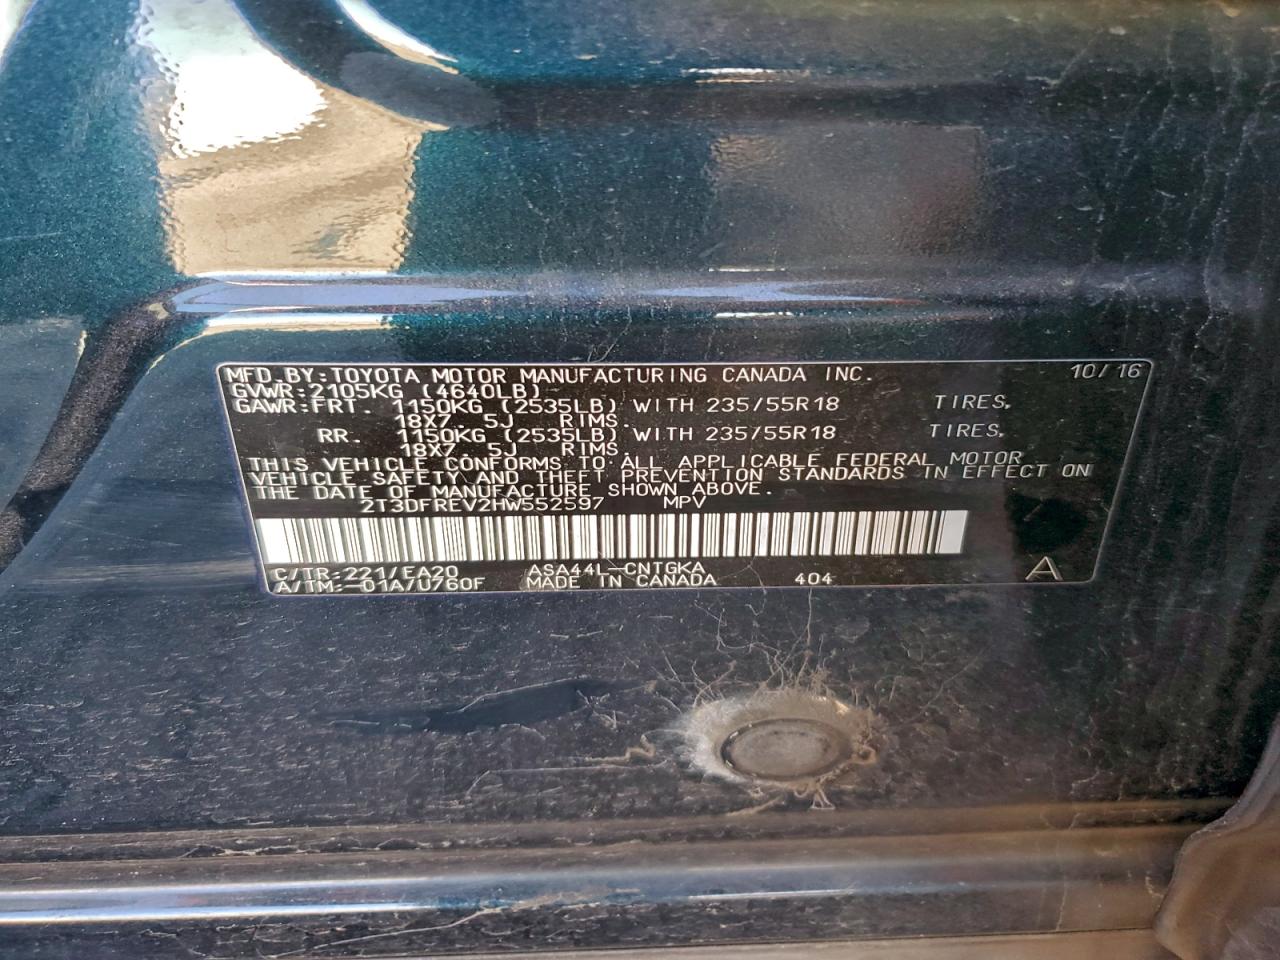 MFD.BY:TOYOTA MOTOR MANUFACTURING CANADA INC. 10/16
GVWR:2105KG (4640LB)
GAWR:FRT. 1150KG (2535LB) WITH 235/55R18 TIRES,
18X7. 5J RIMS.
RR. 1150KG (2535LB) WITH 235/55R18 TIRES,
18X7. 5J RIMS.
THIS VEHICLE CONFORMS TO ALL APPLICABLE FEDERAL MOTOR
VEHICLE SAFETY AND THEFT PREVENTION STANDARDS IN EFFECT ON
THE DATE OF MANUFACTURE SHOWN ABOVE.
2T3DFREV2HW552597 MPV
C/TR:221/EA20 ASA44L-CNTGKA
A/TM:-01A/U760F MADE IN CANADA 404 A